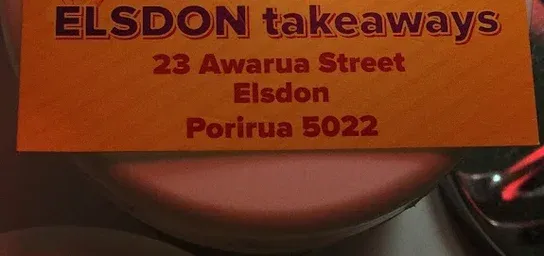 ELSDON takeaways
23 Awarua Street
Elsdon
Porirua 5022